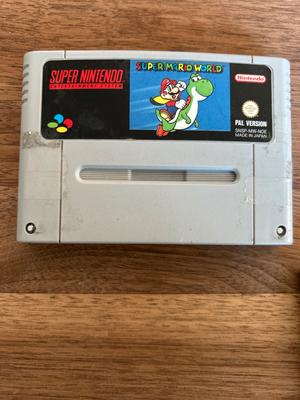 SUPER NINTENDO
ENTERTAINMENT SYSTEM
SUPER MARIO WORLD
Nintendo
PAL VERSION
SNSP-MW-NOE
MADE IN JAPAN